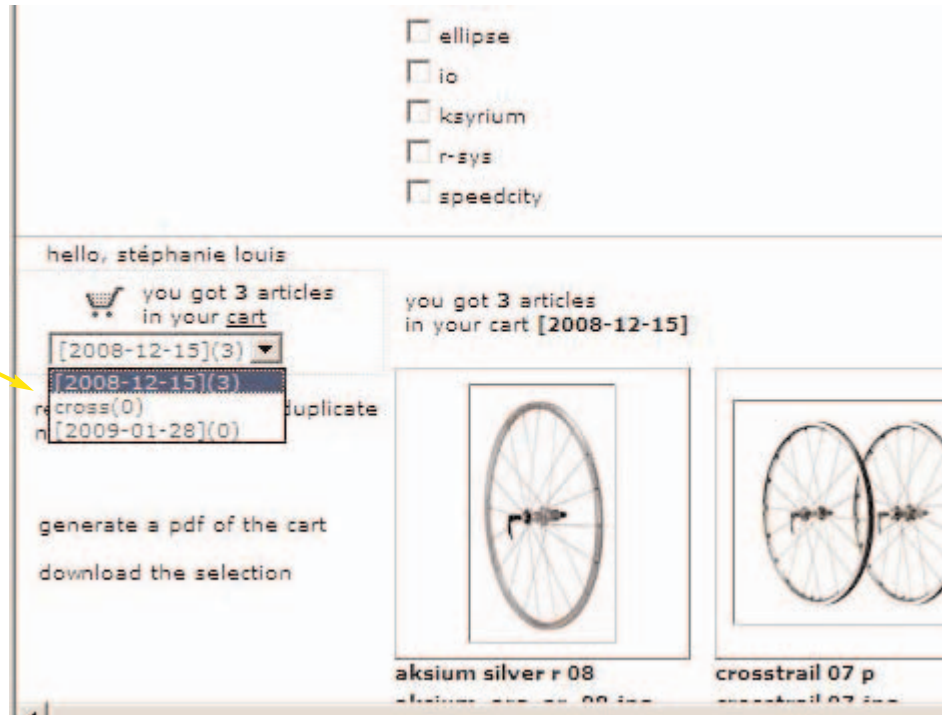 ellipse
io
ksyrium
r-sys
speedcity
hello, stéphanie louis
you got 3 articles
in your cart
[2008-12-15](3)
[2008-12-15](3)
cross(0)
[2009-01-28](0)
duplicate
generate a pdf of the cart
download the selection
you got 3 articles
in your cart [2008-12-15]
aksium silver r 08
crosstrail 07 p